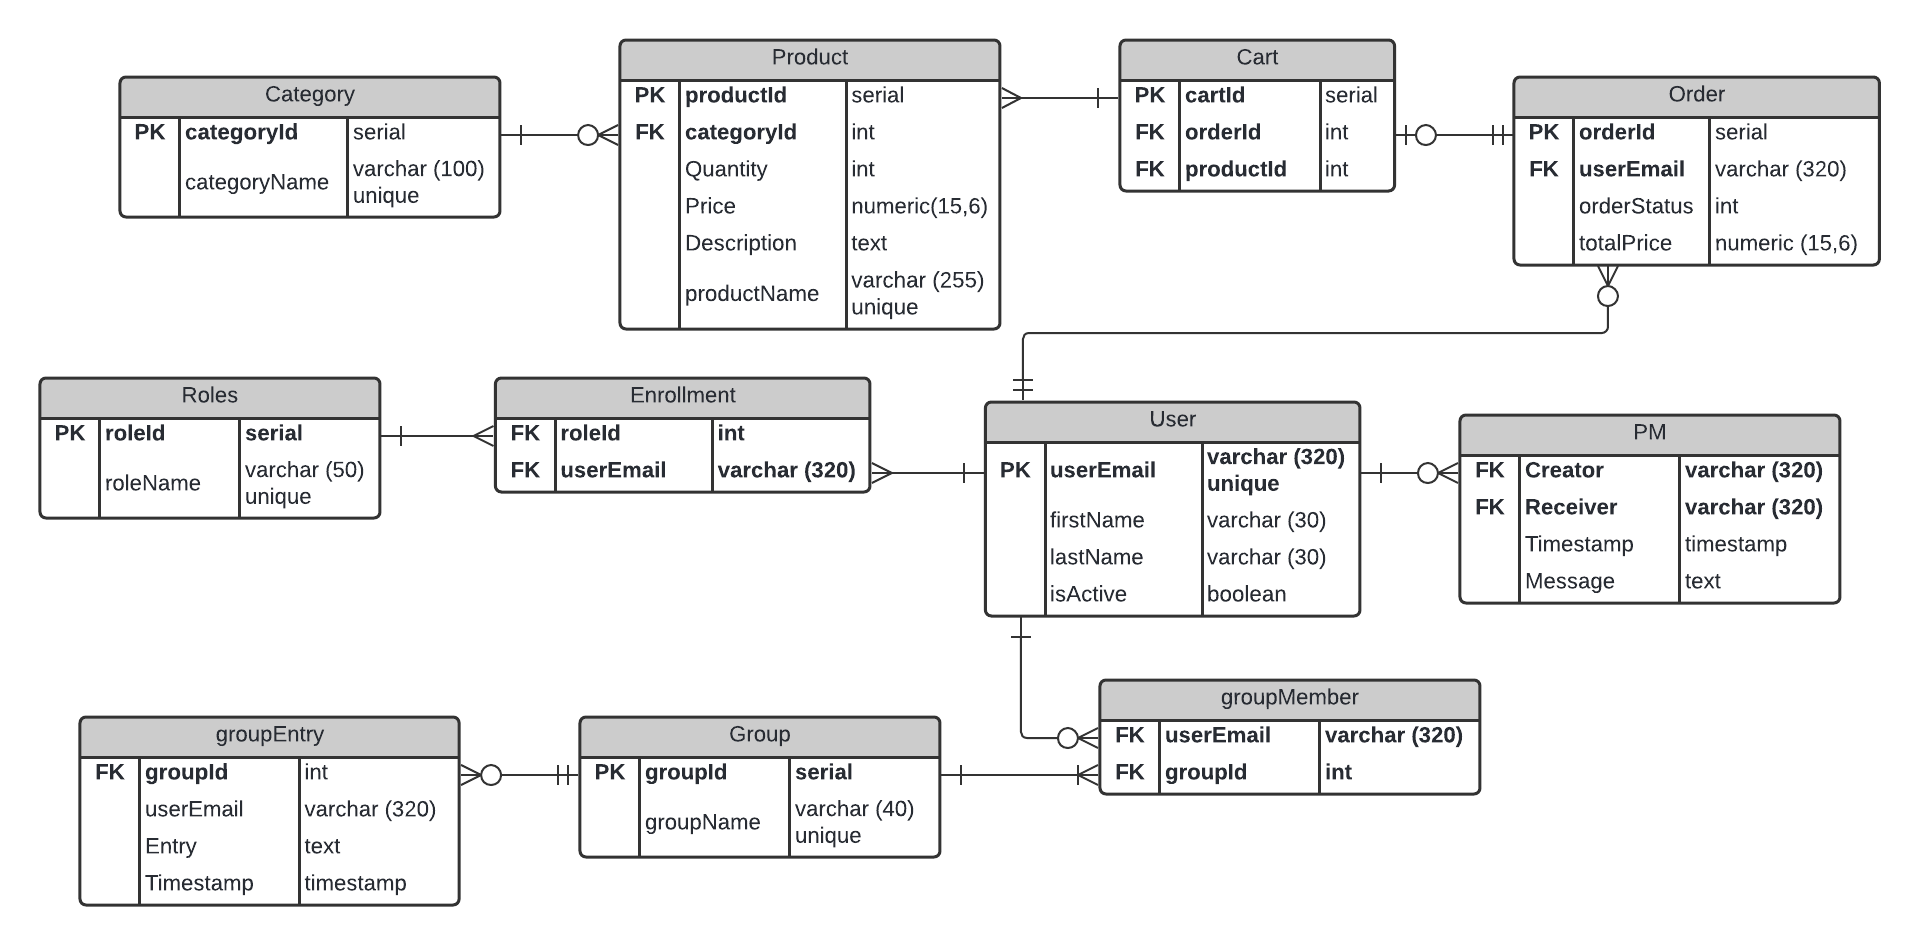 Category
PK categoryId serial
categoryName varchar (100)
unique
Product
PK productId serial
FK categoryId int
Quantity int
Price numeric(15,6)
Description text
productName varchar (255)
unique
Cart
PK cartId serial
FK orderId int
FK productId int
Order
PK orderId serial
FK userEmail varchar (320)
orderStatus int
totalPrice numeric (15,6)
Roles
PK roleId serial
roleName varchar (50)
unique
Enrollment
FK roleId int
FK userEmail varchar (320)
User
PK userEmail varchar (320)
unique
firstName varchar (30)
lastName varchar (30)
isActive boolean
PM
FK Creator varchar (320)
FK Receiver varchar (320)
Timestamp timestamp
Message text
groupEntry
FK groupId int
userEmail varchar (320)
Entry text
Timestamp timestamp
Group
PK groupId serial
groupName varchar (40)
unique
groupMember
FK userEmail varchar (320)
FK groupId int